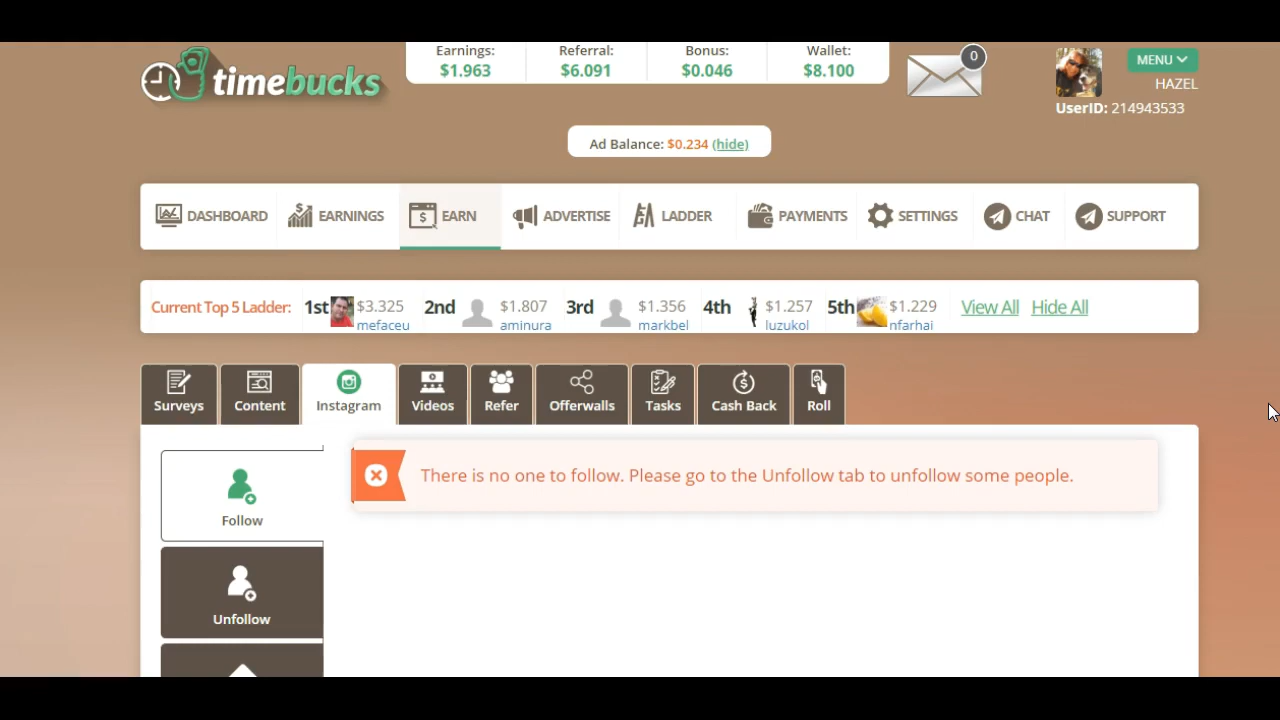 timebucks
Earnings: Referral: Bonus: Wallet:
$1.963 $6.091 $0.046 $8.100
0
MENU
HAZEL
UserID: 214943533
Ad Balance: $0.234 (hide)
DASHBOARD EARNINGS EARN ADVERTISE LADDER PAYMENTS SETTINGS CHAT SUPPORT
Current Top 5 Ladder: 1st $3.325 2nd $1.807 3rd $1.356 4th $1.257 5th $1.229 View All Hide All
mefaceu aminura markbel luzukol nfarhai
Surveys Content Instagram Videos Refer Offerwalls Tasks Cash Back Roll
There is no one to follow. Please go to the Unfollow tab to unfollow some people.
Follow
Unfollow